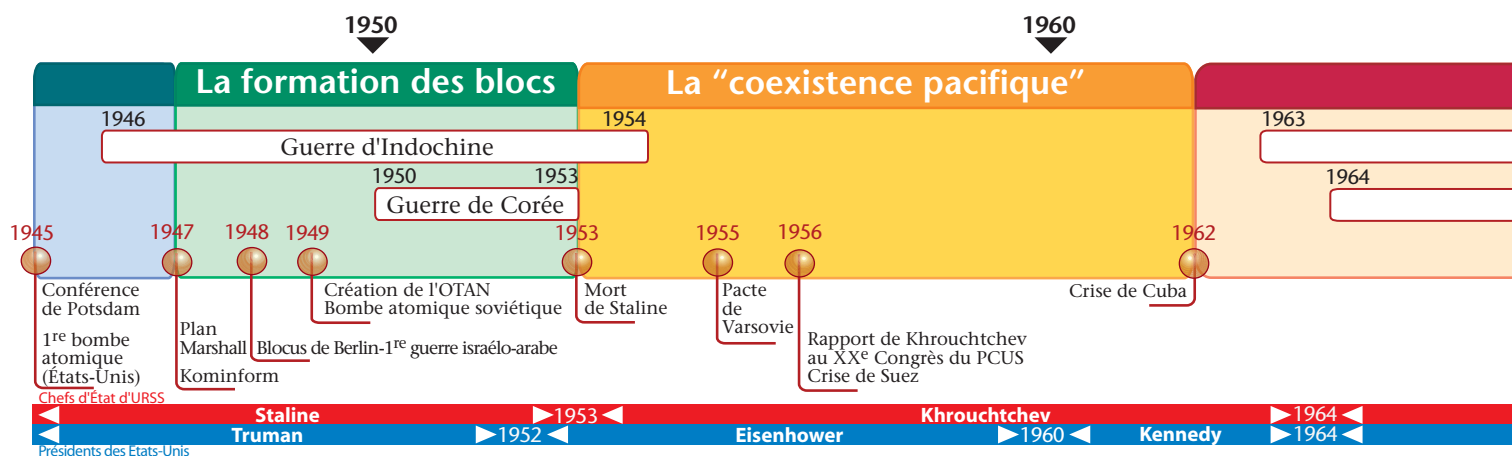 1950
1960
La formation des blocs
La “coexistence pacifique”
1946
1954
1963
Guerre d'Indochine
1950
1953
1964
Guerre de Corée
1945
1947
1948
1949
1953
1955
1956
1962
Conférence
de Potsdam
1re bombe
atomique
(États-Unis)
Plan
Marshall
Kominform
Blocus de Berlin-1re guerre israélo-arabe
Création de l'OTAN
Bombe atomique soviétique
Mort
de Staline
Pacte
de
Varsovie
Rapport de Khrouchtchev
au XXe Congrès du PCUS
Crise de Suez
Crise de Cuba
Chefs d'État d'URSS
Staline
1953
Khrouchtchev
1964
Truman
1952
Eisenhower
1960
Kennedy
1964
Présidents des Etats-Unis